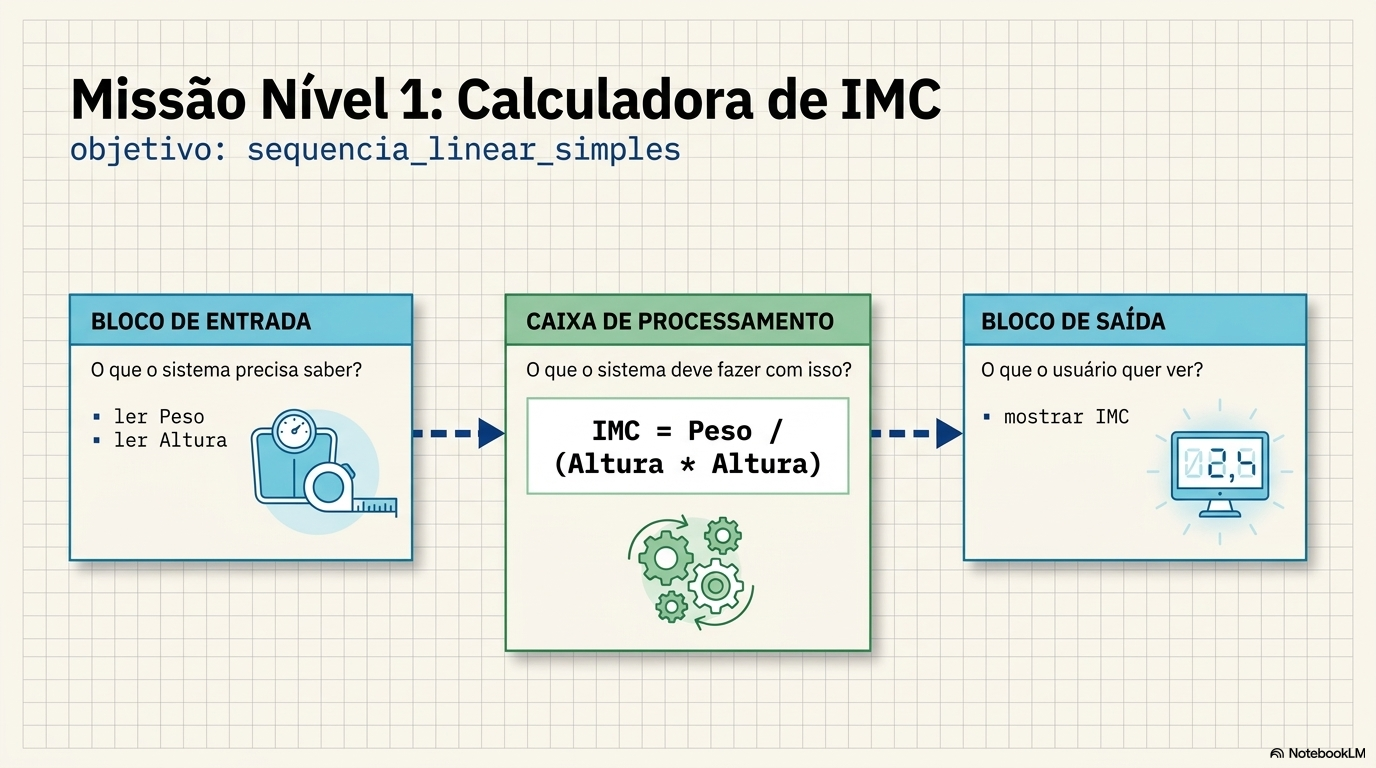 Missão Nível 1: Calculadora de IMC
objetivo: sequencia_linear_simples
BLOCO DE ENTRADA
O que o sistema precisa saber?
▪ ler Peso
▪ ler Altura
CAIXA DE PROCESSAMENTO
O que o sistema deve fazer com isso?
IMC = Peso /
(Altura * Altura)
BLOCO DE SAÍDA
O que o usuário quer ver?
▪ mostrar IMC
NotebookLM